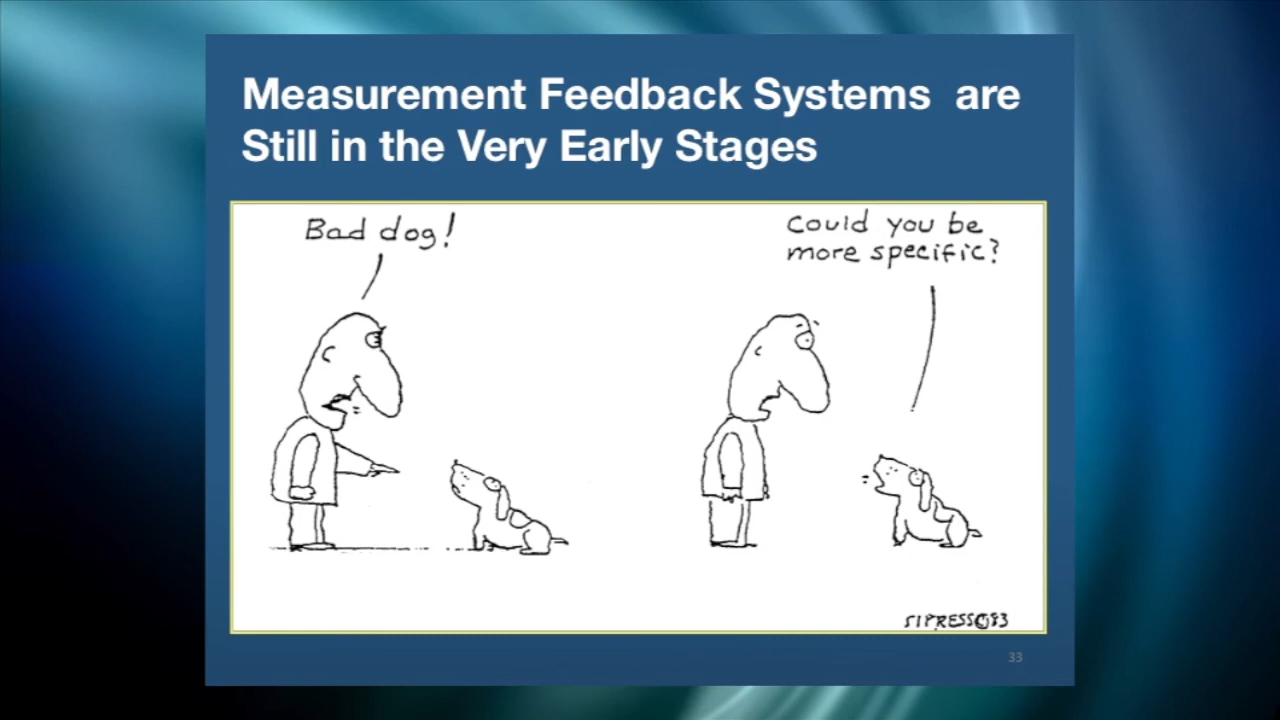 Measurement Feedback Systems are
Still in the Very Early Stages
Bad dog!
Could you be
more specific?
SIPRESS©83
33